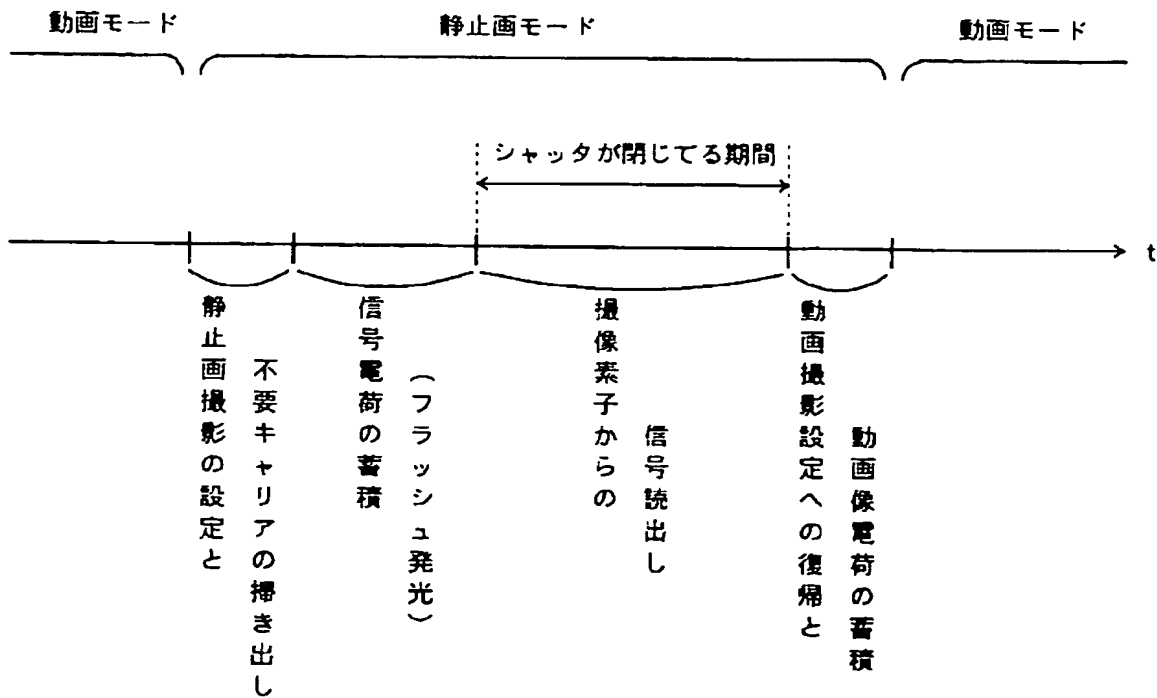 動画モード
静止画モード
動画モード
シャッタが閉じてる期間
t
静止画撮影の設定と
不要キャリアの掃き出し
信号電荷の蓄積
(フラッシュ発光)
撮像素子からの
信号読出し
動画撮影設定への復帰と
動画像電荷の蓄積